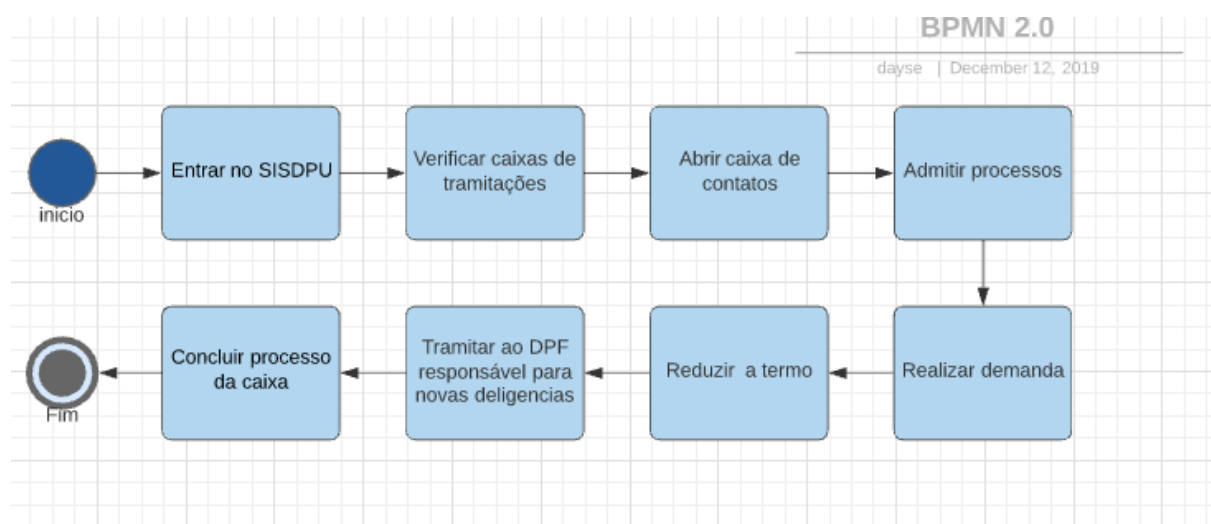 BPMN 2.0
dayse | December 12, 2019
Entrar no SISDPU
Verificar caixas de
tramitações
Abrir caixa de
contatos
Admitir processos
inicio
Concluir processo
da caixa
Tramitar ao DPF
responsável para
novas deligencias
Reduzir a termo
Realizar demanda
Fim